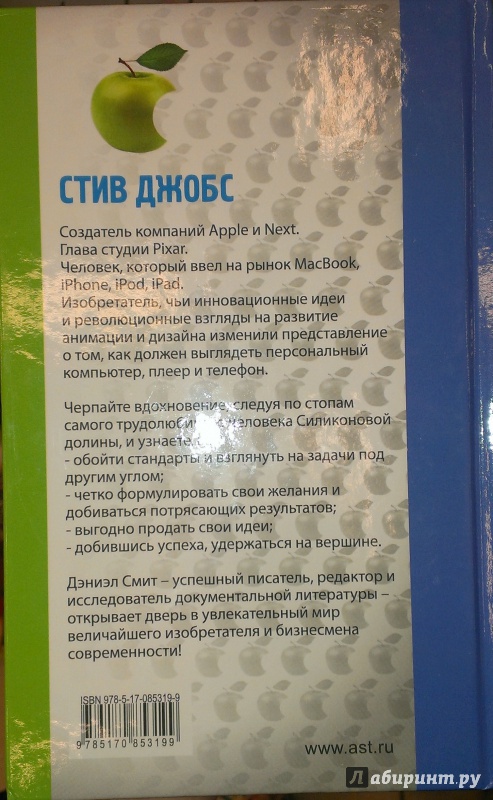 СТИВ ДЖОБС
Создатель компаний Apple и Next.
Глава студии Pixar.
Человек, который ввел на рынок MacBook,
iPhone, iPod, iPad.
Изобретатель, чьи инновационные идеи
и революционные взгляды на развитие
анимации и дизайна изменили представление
о том, как должен выглядеть персональный
компьютер, плеер и телефон.
Черпайте вдохновение, следуя по стопам
самого человека Силиконовой
долины, и узнаете
- обойти стандарты и взглянуть на задачи под
другим углом;
- четко формулировать свои желания и
добиваться потрясающих результатов;
- выгодно продать свои идеи;
- добившись успеха, удержаться на вершине.
Дэниэл Смит – успешный писатель, редактор и
исследователь документальной литературы –
открывает дверь в увлекательный мир
величайшего изобретателя и бизнесмена
современности!
ISBN 978-5-17-085319-9
9 785170 853199
www.ast.ru
Лабиринт.ру